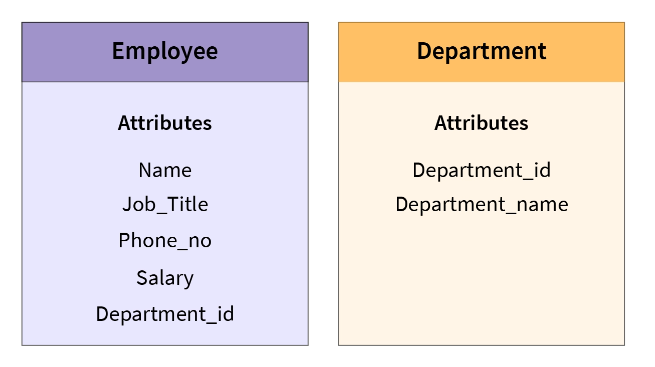 Employee
Attributes
Name
Job_Title
Phone_no
Salary
Department_id
Department
Attributes
Department_id
Department_name